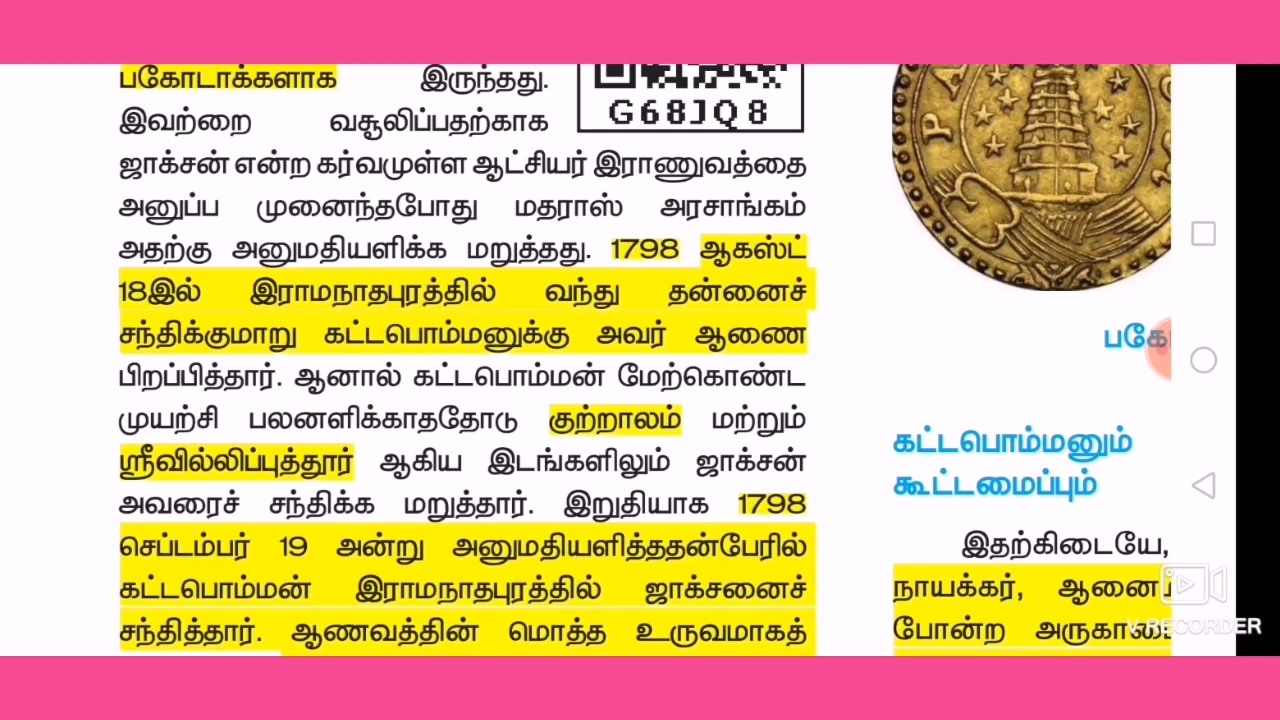 பகோடாக்களாக இருந்தது.
இவற்றை வசூலிப்பதற்காக
G68JQ8
ஜாக்சன் என்ற கர்வமுள்ள ஆட்சியர் இராணுவத்தை
அனுப்ப முனைந்தபோது மதராஸ் அரசாங்கம்
அதற்கு அனுமதியளிக்க மறுத்தது. 1798 ஆகஸ்ட்
18இல் இராமநாதபுரத்தில் வந்து தன்னைச்
சந்திக்குமாறு கட்டபொம்மனுக்கு அவர் ஆணை
பிறப்பித்தார். ஆனால் கட்டபொம்மன் மேற்கொண்ட
முயற்சி பலனளிக்காததோடு குற்றாலம் மற்றும்
ஸ்ரீவில்லிப்புத்தூர் ஆகிய இடங்களிலும் ஜாக்சன்
அவரைச் சந்திக்க மறுத்தார். இறுதியாக 1798
செப்டம்பர் 19 அன்று அனுமதியளித்ததன்பேரில்
கட்டபொம்மன் இராமநாதபுரத்தில் ஜாக்சனைச்
சந்தித்தார். ஆணவத்தின் மொத்த உருவமாகத்
பகே
கட்டபொம்மனும்
கூட்டமைப்பும்
இதற்கிடையே,
நாயக்கர், ஆனை
போன்ற
V RECORDER